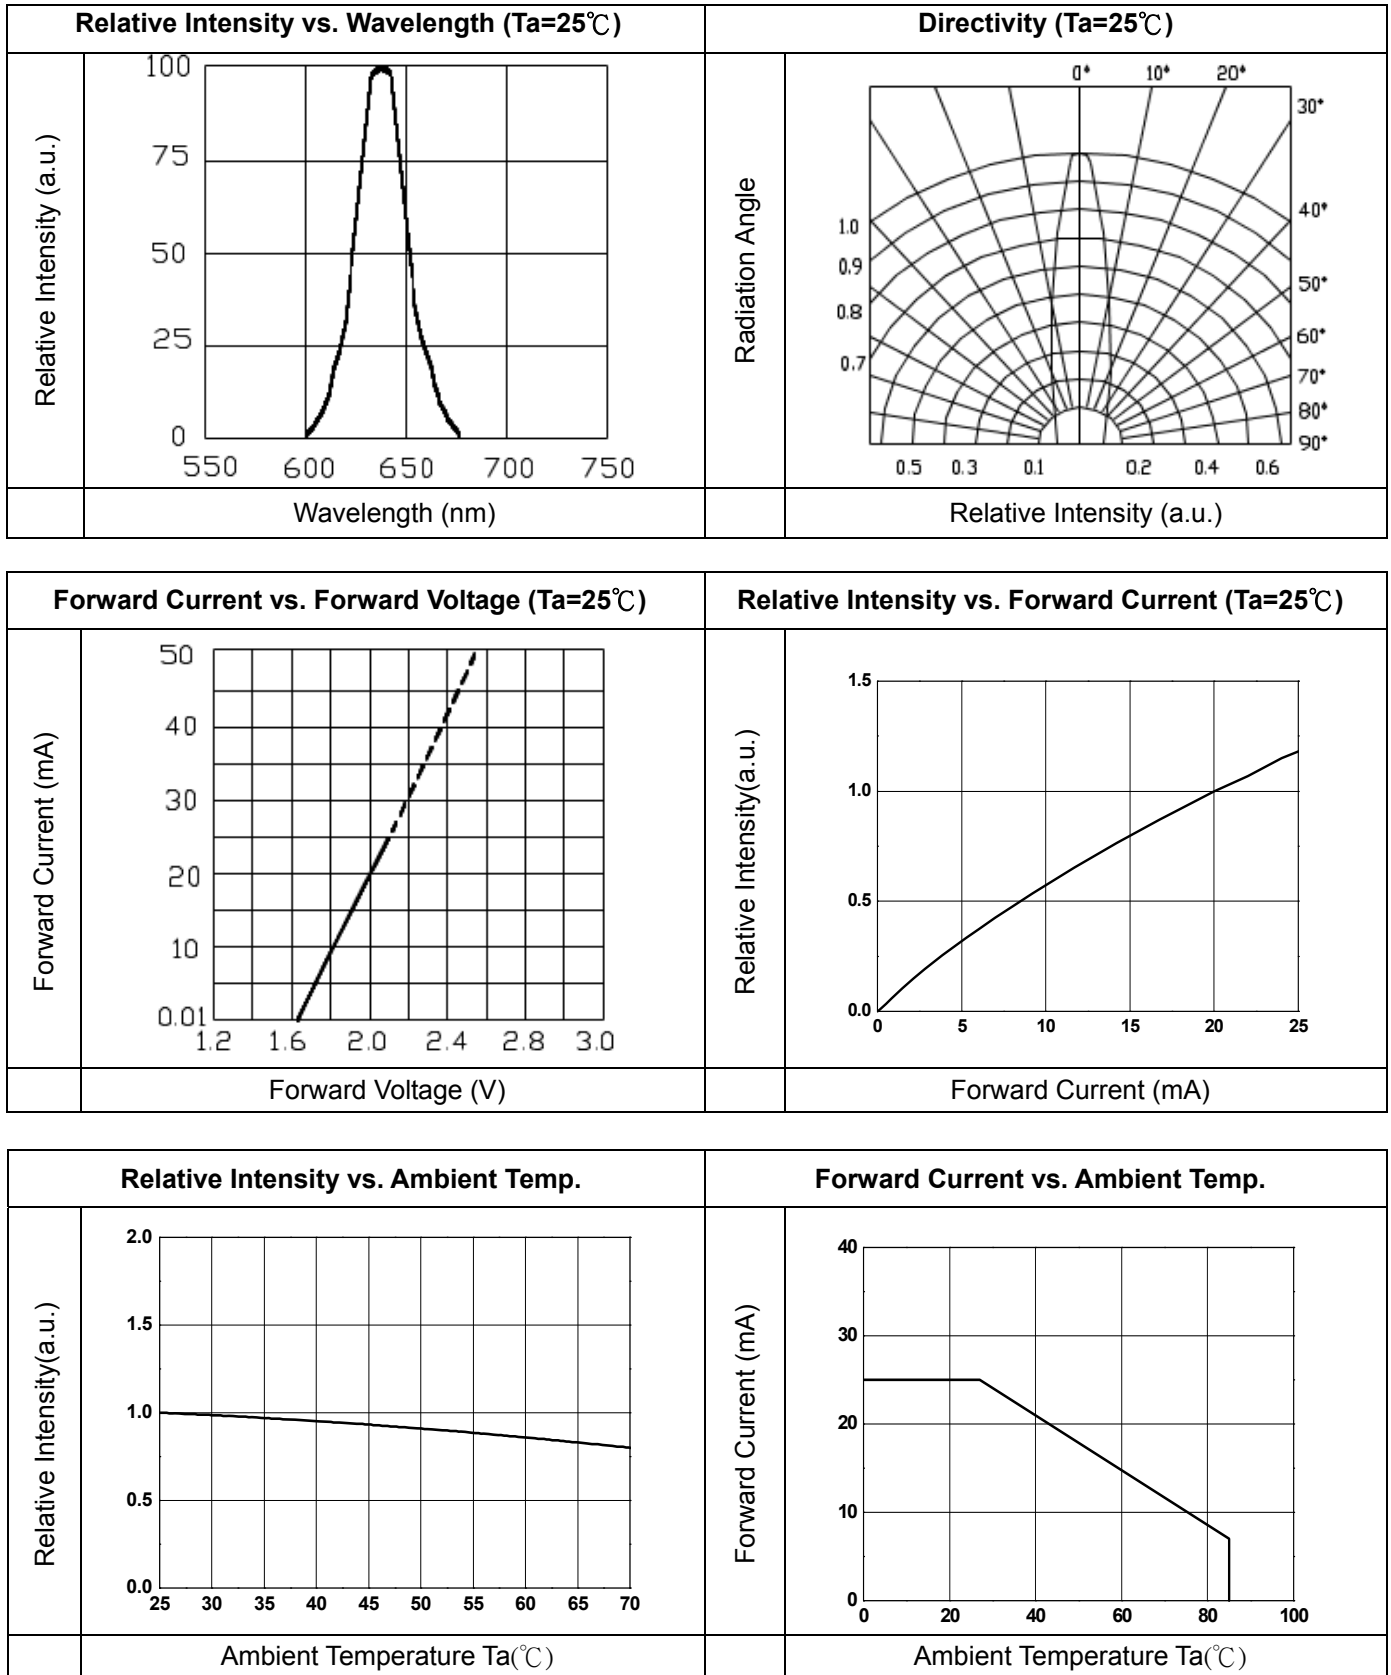 Relative Intensity vs. Wavelength (Ta=25℃)
Directivity (Ta=25℃)
Relative Intensity (a.u.)
100
75
50
25
0
550 600 650 700 750
Wavelength (nm)
Radiation Angle
0° 10° 20°
30°
40°
50°
60°
70°
80°
90°
1.0
0.9
0.8
0.7
0.5 0.3 0.1 0.2 0.4 0.6
Relative Intensity (a.u.)
Forward Current vs. Forward Voltage (Ta=25℃)
Relative Intensity vs. Forward Current (Ta=25℃)
Forward Current (mA)
50
40
30
20
10
0.01
1.2 1.6 2.0 2.4 2.8 3.0
Forward Voltage (V)
Relative Intensity(a.u.)
1.5
1.0
0.5
0.0
0 5 10 15 20 25
Forward Current (mA)
Relative Intensity vs. Ambient Temp.
Forward Current vs. Ambient Temp.
Relative Intensity(a.u.)
2.0
1.5
1.0
0.5
0.0
25 30 35 40 45 50 55 60 65 70
Ambient Temperature Ta(℃)
Forward Current (mA)
40
30
20
10
0
0 20 40 60 80 100
Ambient Temperature Ta(℃)